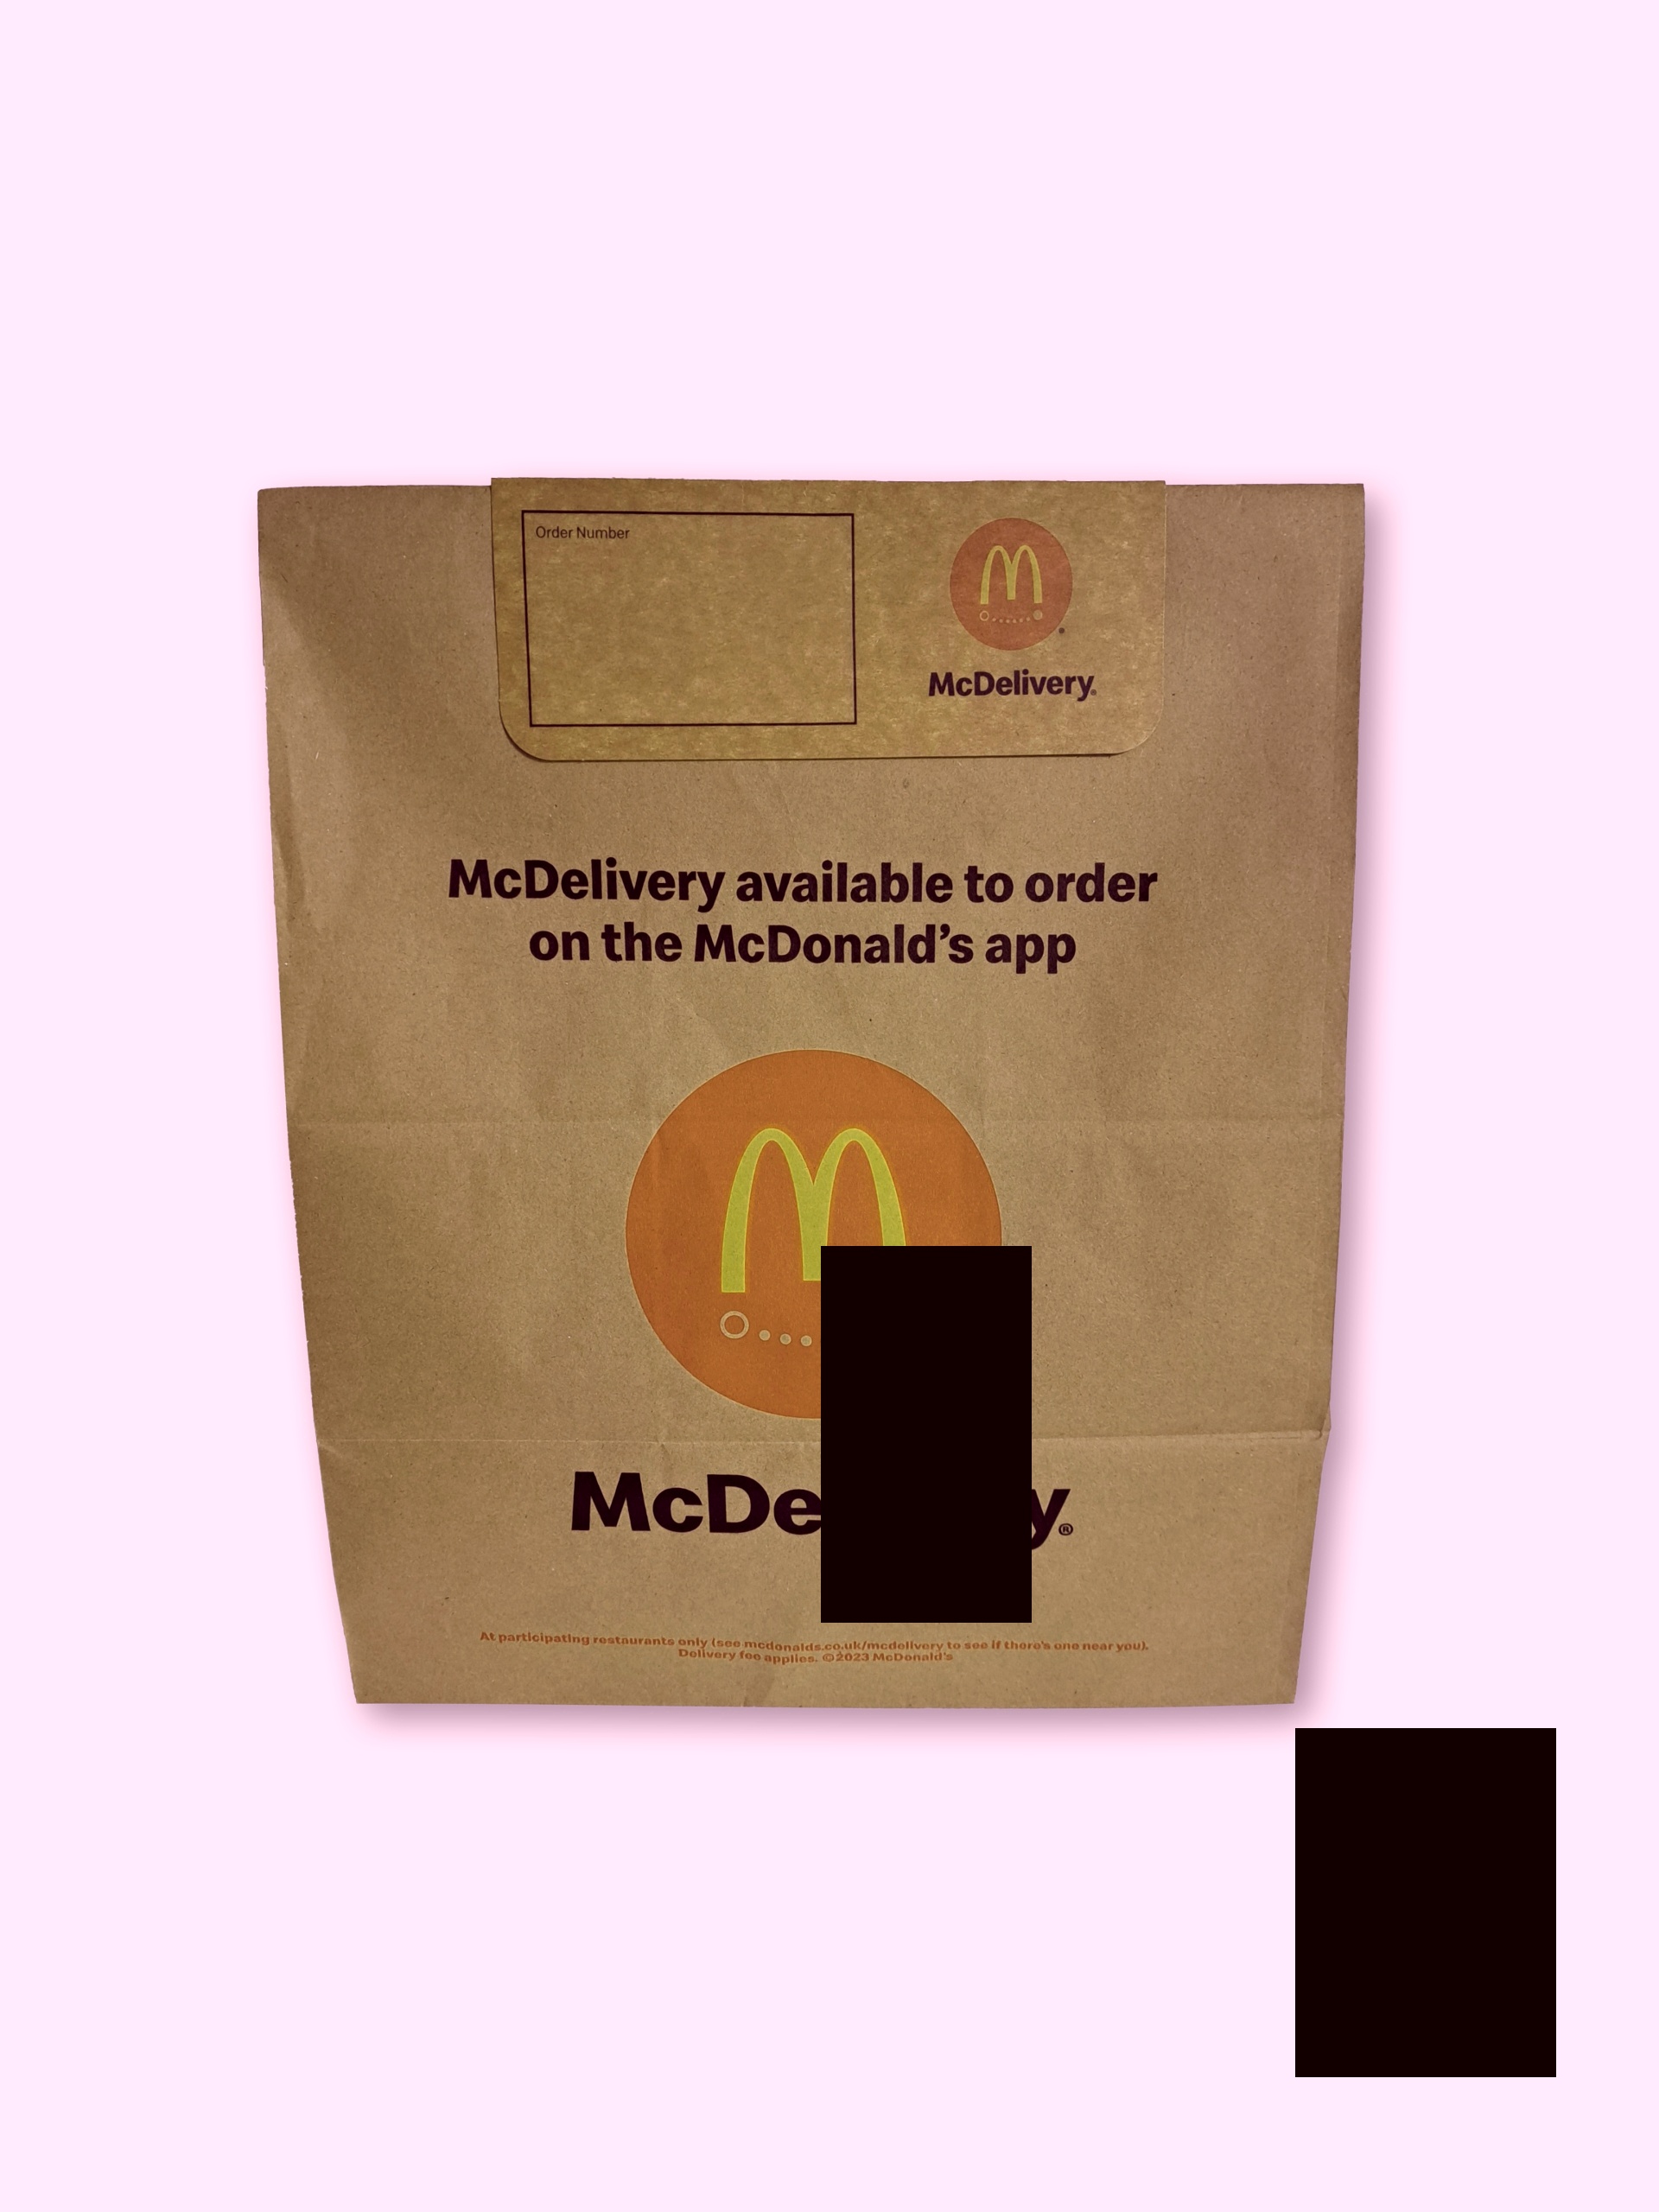 Order Number
McDelivery®
McDelivery available to order
on the McDonald’s app
At participating restaurants only (see mcdonalds.co.uk/mcdelivery to see if there's one near you).
Delivery fee applies. ©2023 McDonald's